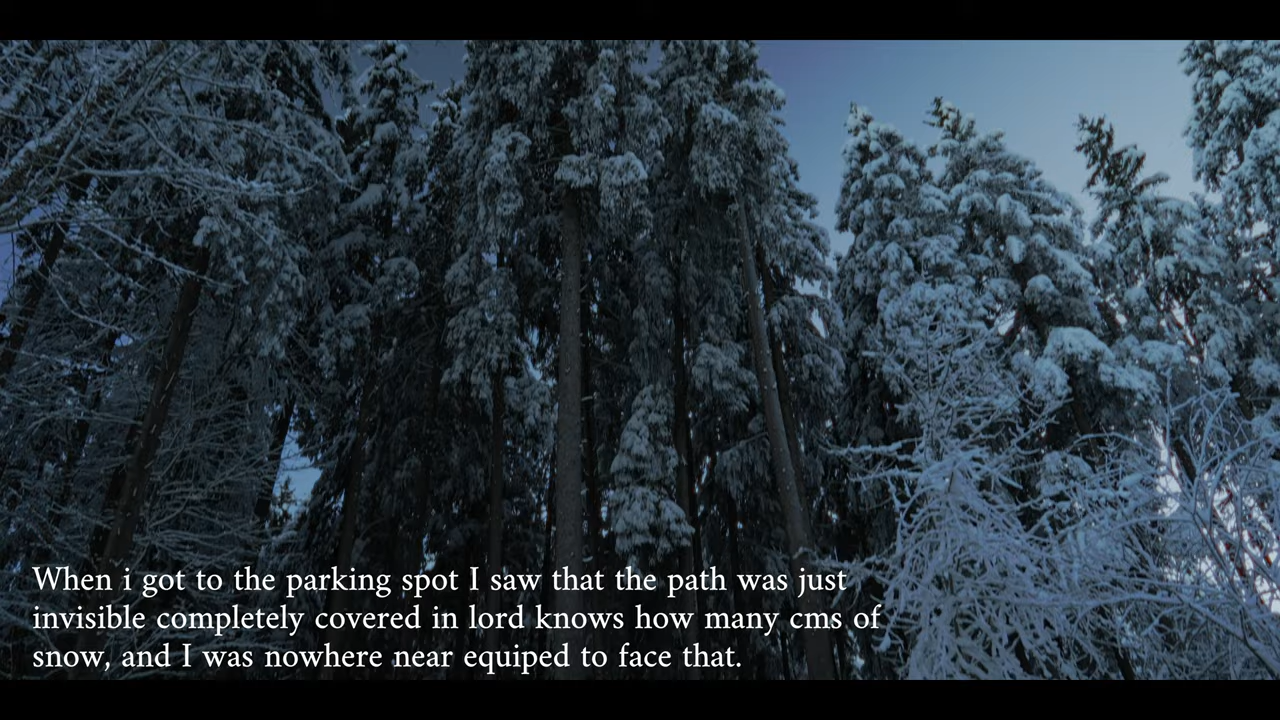 When i got to the parking spot I saw that the path was just
invisible completely covered in lord knows how many cms of
snow, and I was nowhere near equiped to face that.